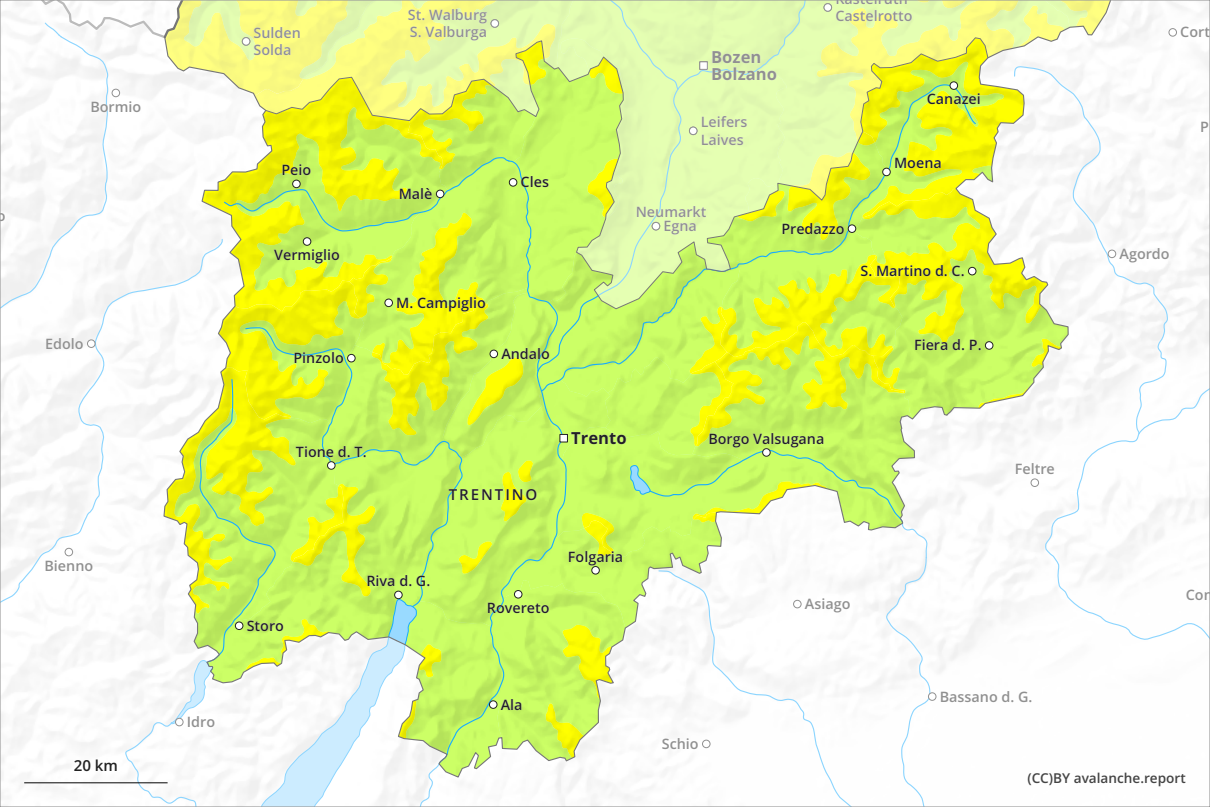 Kastelruth
Castelrotto
St. Walburg
S. Valburga
Sulden
Solda
Cort
Bozen
Bolzano
Bormio
Canazei
Leifers
Laives
P
Moena
Peio
Malè
Cles
Neumarkt
Egna
Predazzo
Vermiglio
Agordo
S. Martino d. C.
M. Campiglio
Edolo
Pinzolo
Andalo
Fiera d. P.
Trento
Borgo Valsugana
Tione d. T.
Feltre
TRENTINO
Bienno
Folgaria
Riva d. G.
Rovereto
Asiago
Cor
Storo
Bassano d. G.
Ala
Idro
Schio
20 km
(CC)BY avalanche.report